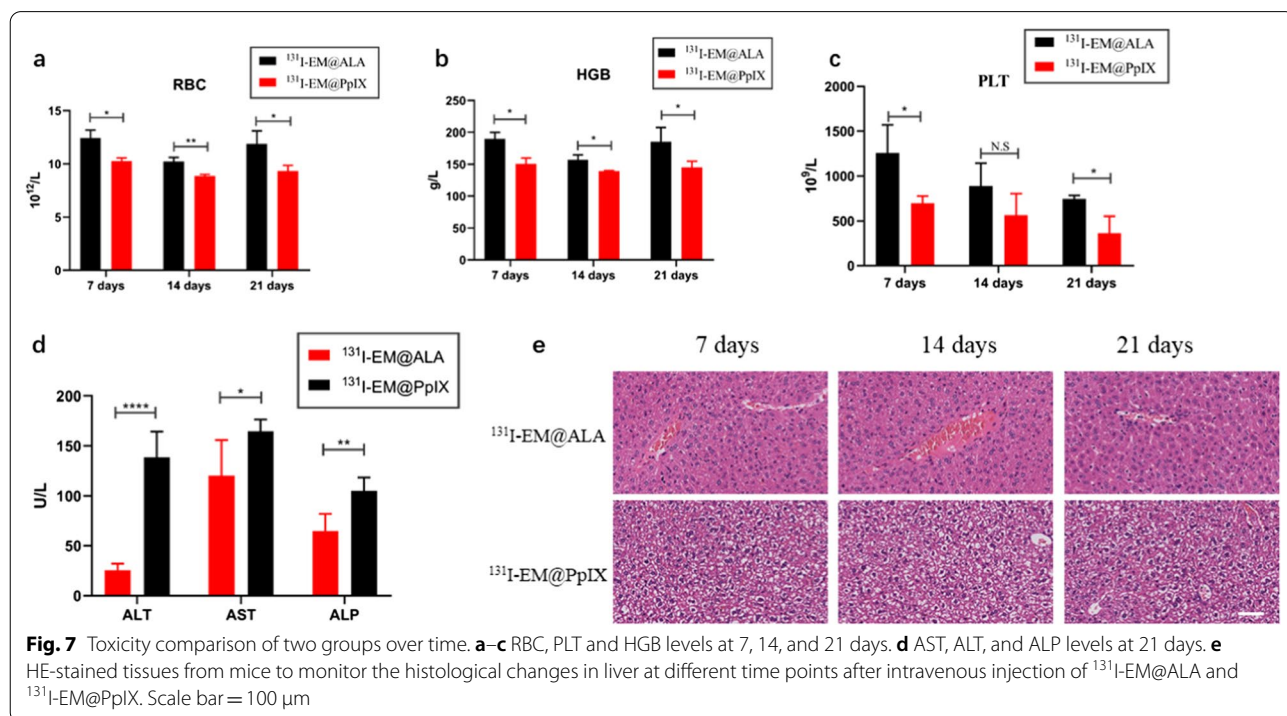 a
RBC
¹³¹I-EM@ALA
¹³¹I-EM@PpIX
10¹²/L
15
10
5
0
*
**
*
7 days
14 days
21 days
b
HGB
¹³¹I-EM@ALA
¹³¹I-EM@PpIX
g/L
250
200
150
100
50
0
*
*
*
7 days
14 days
21 days
c
PLT
¹³¹I-EM@ALA
¹³¹I-EM@PpIX
10⁹/L
2000
1500
1000
500
0
*
N.S
*
7 days
14 days
21 days
d
¹³¹I-EM@ALA
¹³¹I-EM@PpIX
U/L
200
150
100
50
0
****
*
**
ALT
AST
ALP
e
7 days
14 days
21 days
¹³¹I-EM@ALA
¹³¹I-EM@PpIX
Fig. 7 Toxicity comparison of two groups over time. a–c RBC, PLT and HGB levels at 7, 14, and 21 days. d AST, ALT, and ALP levels at 21 days. e
HE-stained tissues from mice to monitor the histological changes in liver at different time points after intravenous injection of ¹³¹I-EM@ALA and
¹³¹I-EM@PpIX. Scale bar = 100 μm